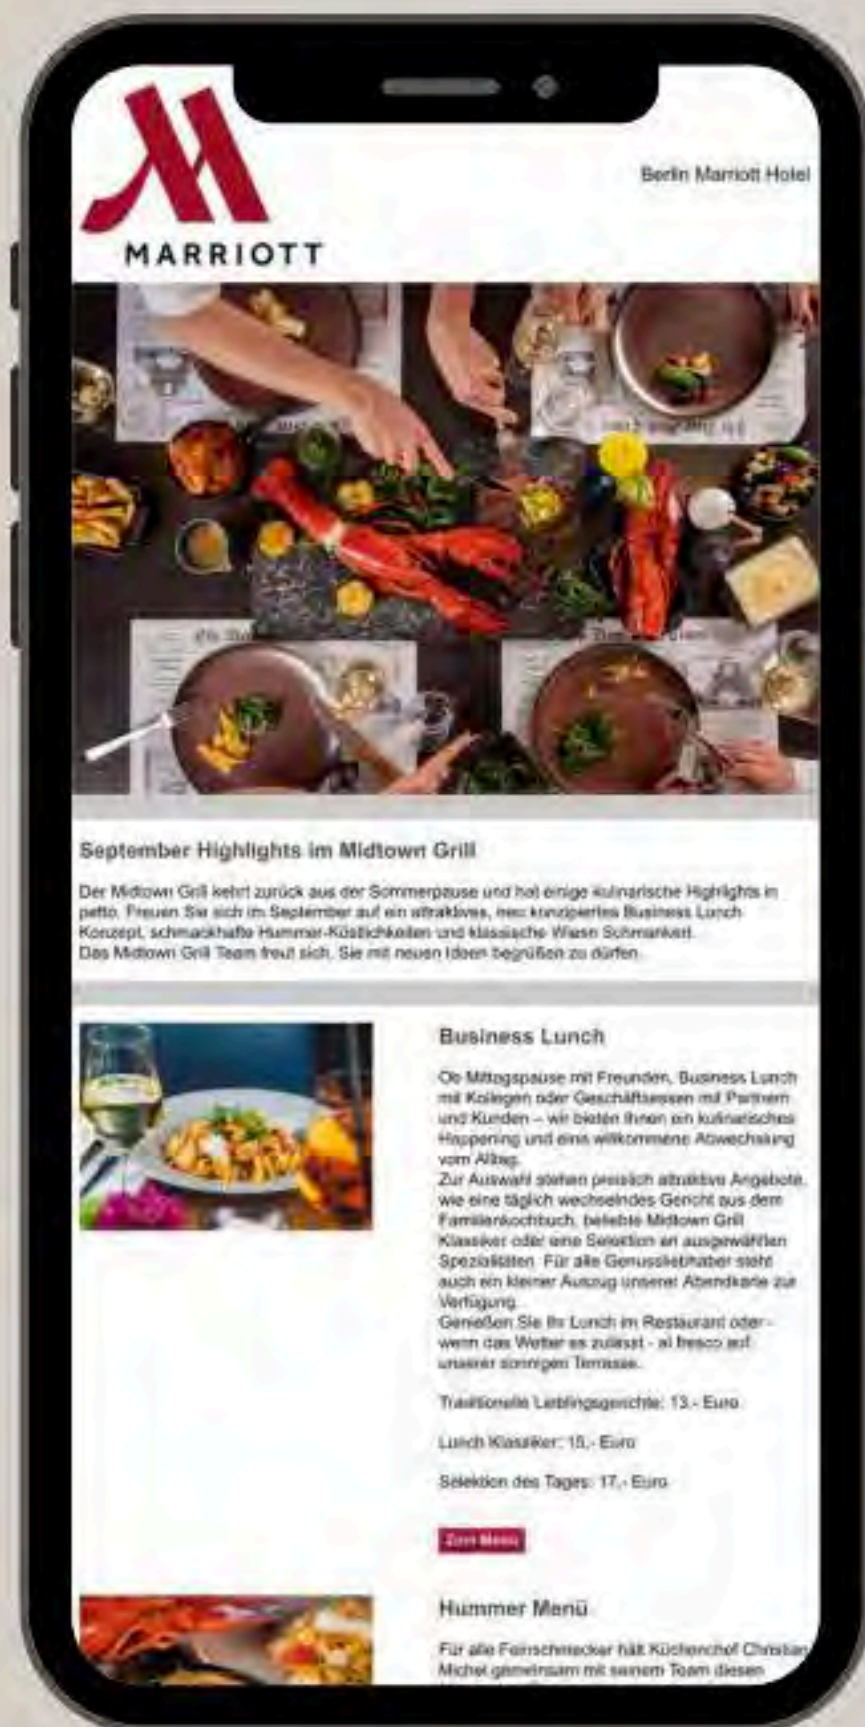 MARRIOTT
Berlin Marriott Hotel
September Highlights im Midtown Grill
Der Midtown Grill kehrt zurück aus der Sommerpause und hat einige kulinarische Highlights in
petto. Freuen Sie sich im September auf ein attraktives, neu konzipiertes Business Lunch
Konzept, schmackhafte Hummer-Köstlichkeiten und klassische Wiesn Schmankerl.
Das Midtown Grill Team freut sich, Sie mit neuen Ideen begrüßen zu dürfen.
Business Lunch
Ob Mittagspause mit Freunden, Business Lunch
mit Kollegen oder Geschäftsessen mit Partnern
und Kunden – wir bieten Ihnen ein kulinarisches
Happening und eine willkommene Abwechslung
vom Alltag.
Zur Auswahl stehen preislich attraktive Angebote,
wie eine täglich wechselndes Gericht aus dem
Familienkochbuch, beliebte Midtown Grill
Klassiker oder eine Selektion an ausgewählten
Spezialitäten. Für alle Genussliebhaber steht
auch ein kleiner Auszug unserer Abendkarte zur
Verfügung.
Genießen Sie Ihr Lunch im Restaurant oder -
wenn das Wetter es zulässt - al fresco auf
unserer sonnigen Terrasse.
Traditionelle Lieblingsgerichte: 13,- Euro
Lunch Klassiker: 15,- Euro
Selektion des Tages: 17,- Euro
Zum Menü
Hummer Menü
Für alle Feinschmecker hält Küchenchef Christian
Michel gemeinsam mit seinem Team diesen